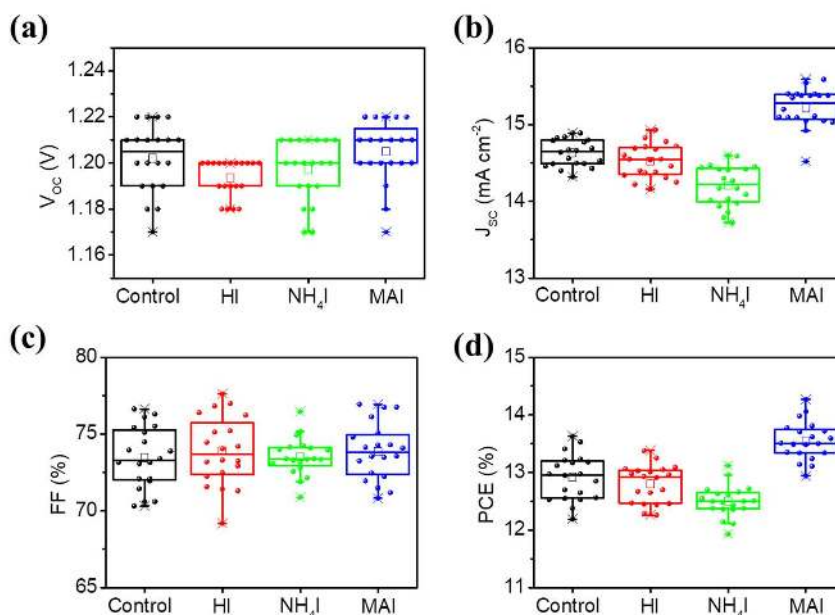 (a)
1.24
1.22
1.20
1.18
1.16
V_OC (V)
Control HI NH₄I MAI
(b)
16
15
14
13
J_SC (mA cm⁻²)
Control HI NH₄I MAI
(c)
80
75
70
65
FF (%)
Control HI NH₄I MAI
(d)
15
14
13
12
11
PCE (%)
Control HI NH₄I MAI